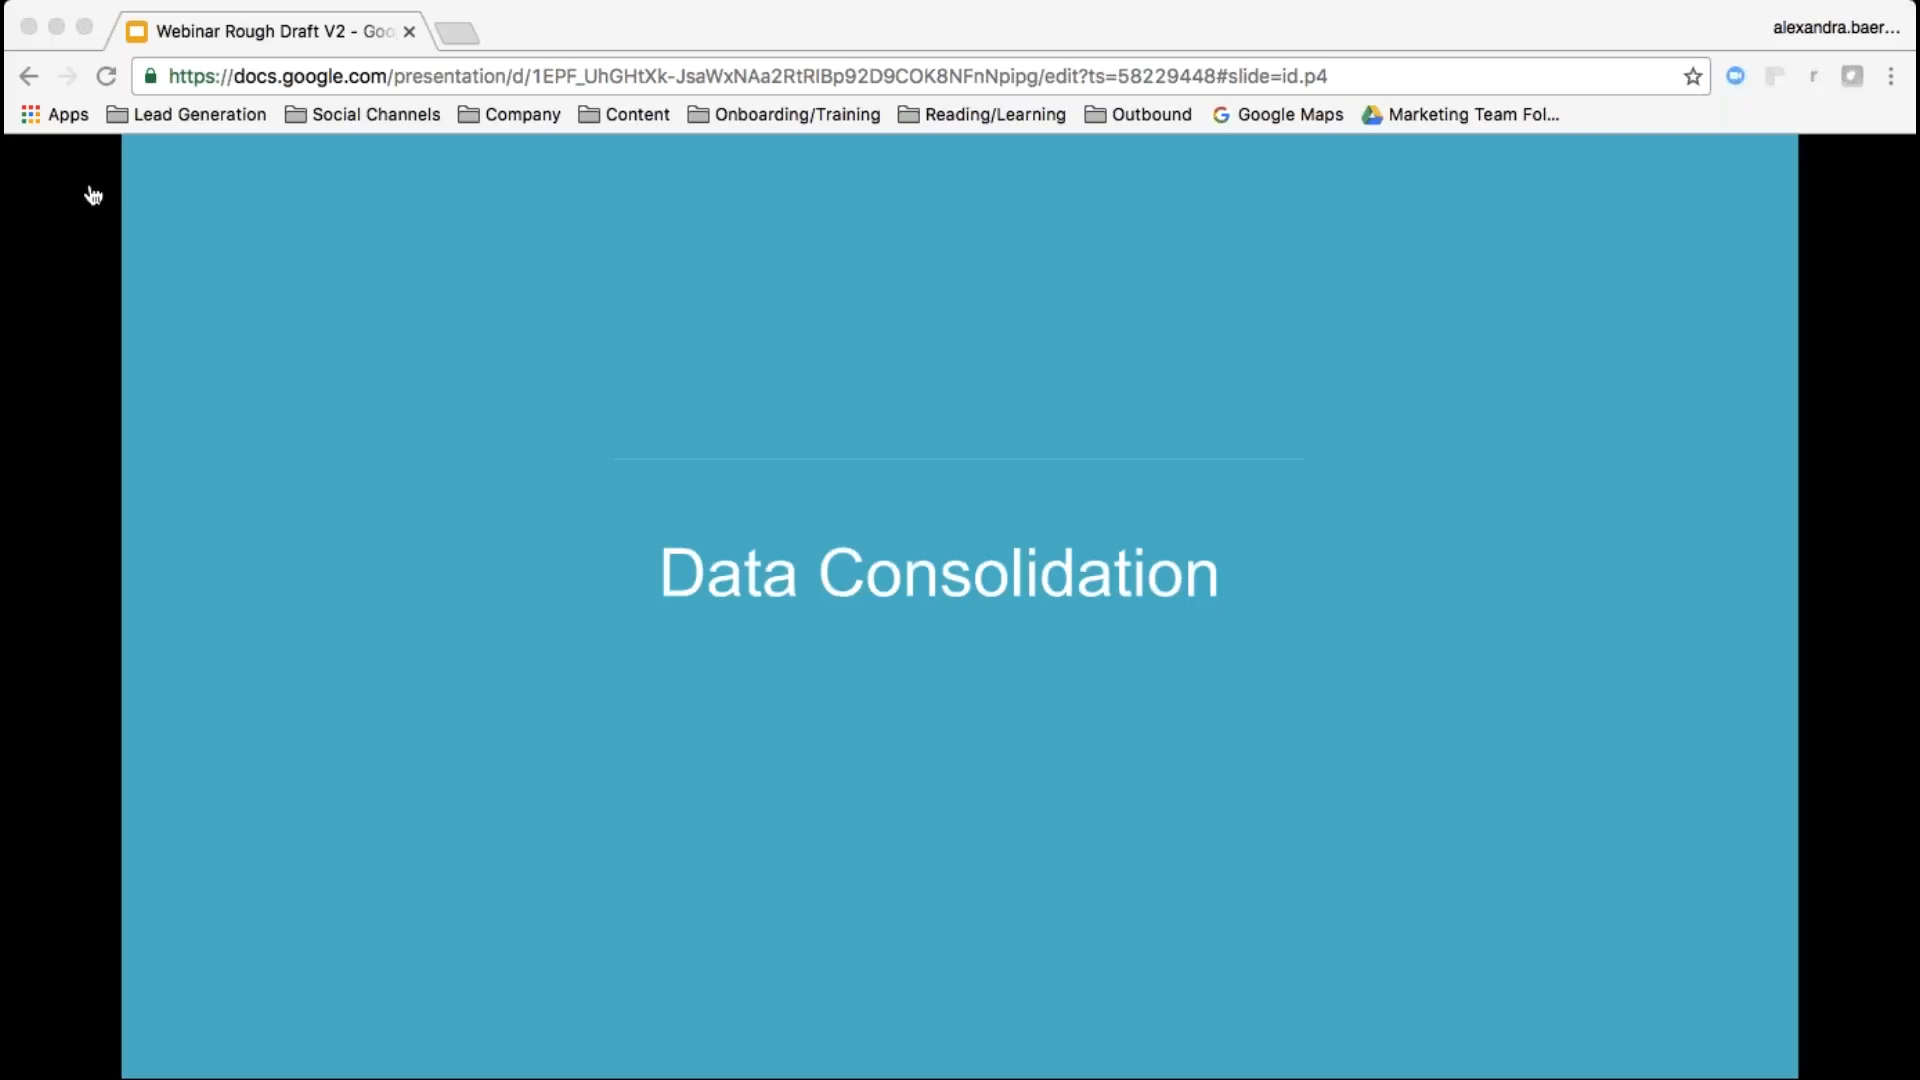 Webinar Rough Draft V2 - Goo
alexandra.baer...
https://docs.google.com/presentation/d/1EPF_UhGHtXk-JsaWxNAa2RtRIBp92D9COK8NFnNpipg/edit?ts=58229448#slide=id.p4
r
Apps Lead Generation Social Channels Company Content Onboarding/Training Reading/Learning Outbound Google Maps Marketing Team Fol...
Data Consolidation